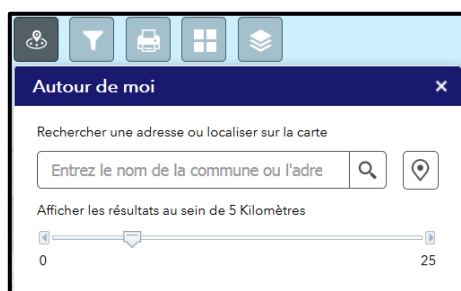 Autour de moi
Rechercher une adresse ou localiser sur la carte
Entrez le nom de la commune ou l'adre
Afficher les résultats au sein de 5 Kilomètres
0 25